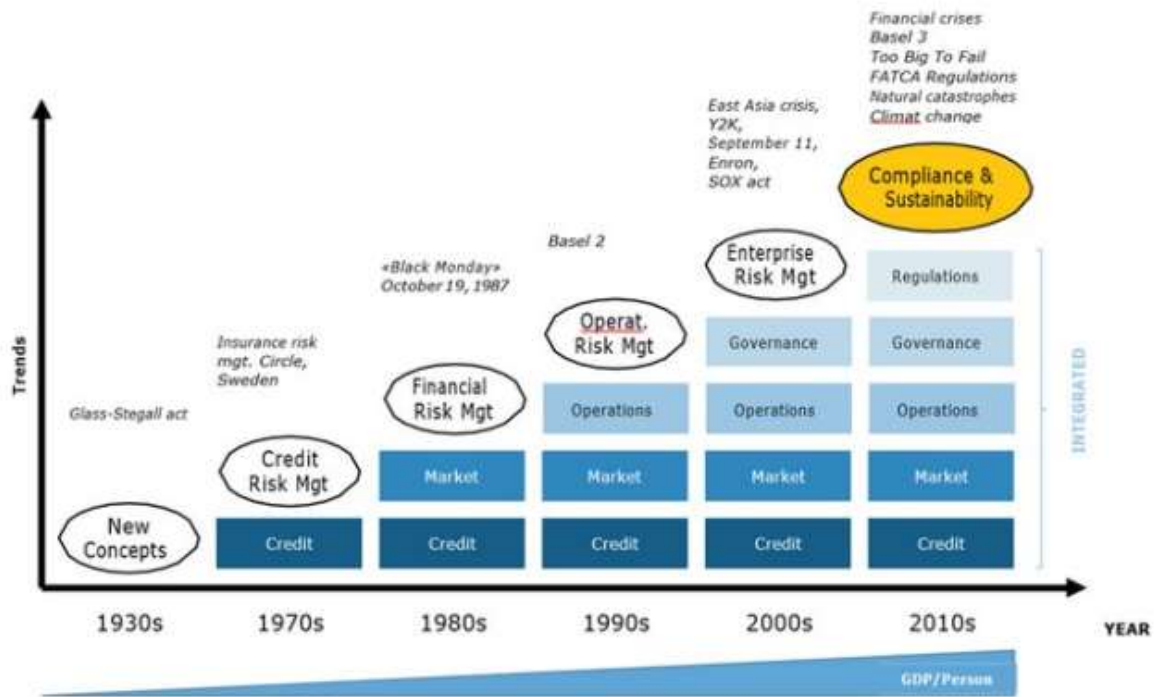 Financial crises
Basel 3
Too Big To Fail
FATCA Regulations
Natural catastrophes
Climat change
East Asia crisis,
Y2K,
September 11,
Enron,
SOX act
Compliance &
Sustainability
Basel 2
Enterprise
Risk Mgt
Regulations
«Black Monday»
October 19, 1987
Operat.
Risk Mgt
Governance
Governance
Insurance risk
mgt. Circle,
Sweden
Financial
Risk Mgt
Operations
Operations
Operations
Glass-Stegall act
Credit
Risk Mgt
Market
Market
Market
Market
New
Concepts
Credit
Credit
Credit
Credit
Credit
Trends
INTEGRATED
1930s
1970s
1980s
1990s
2000s
2010s
YEAR
GDP/Person